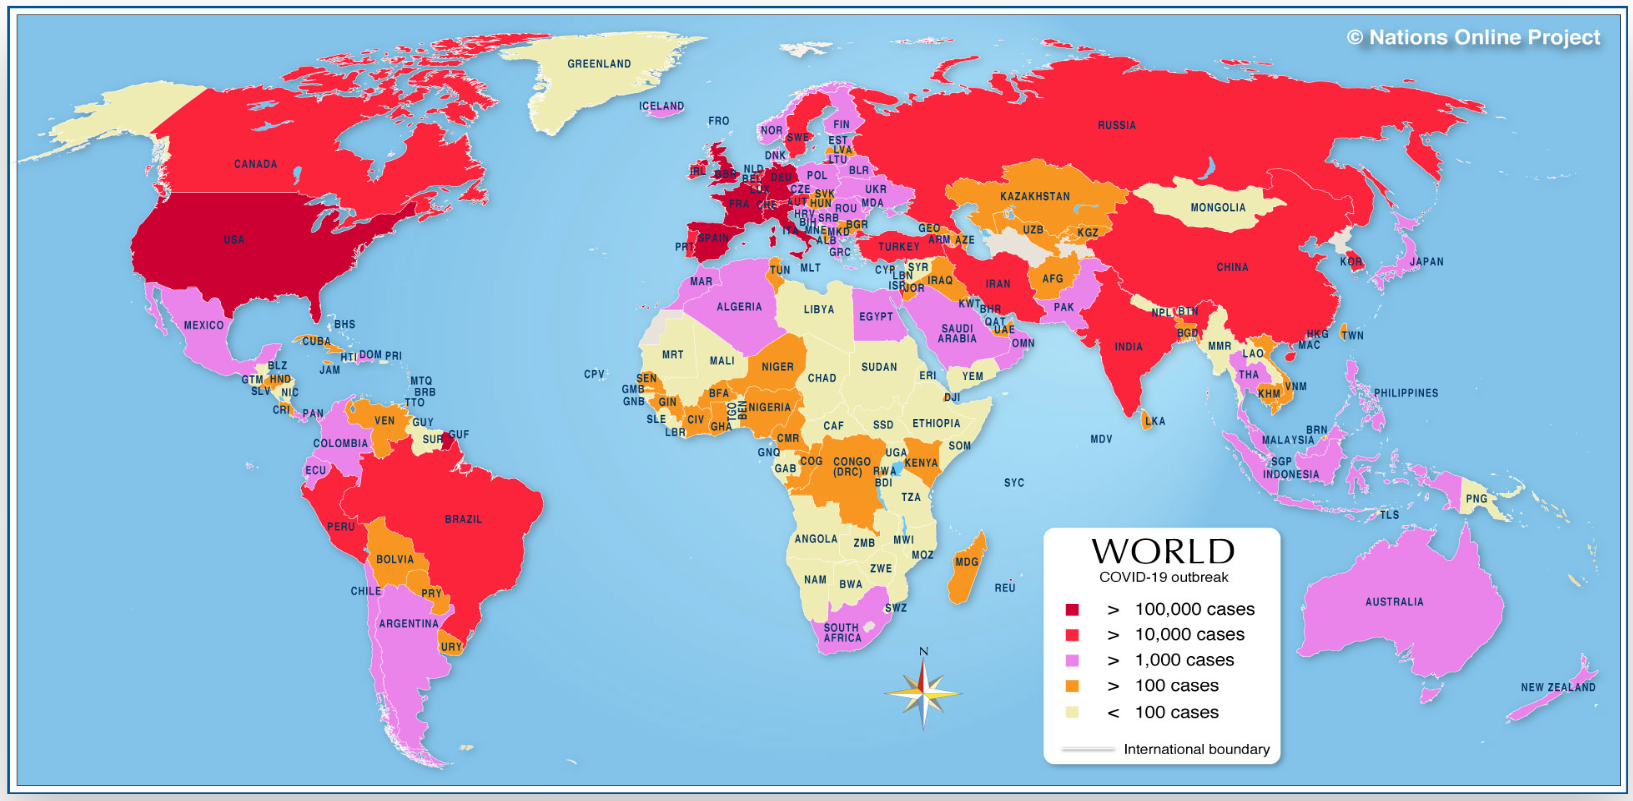 © Nations Online Project
GREENLAND
ICELAND
FRO
RUSSIA
FIN
NOR
SWE
EST
LVA
LTU
DNK
CANADA
IRL
GBR
NLD
BEL
DEU
POL
BLR
LUX
CZE
UKR
SVK
KAZAKHSTAN
MONGOLIA
FRA
CHE
AUT
HUN
MDA
ROU
HRV
SRB
BIH
BGR
USA
ITA
MNE
MKD
ALB
GEO
UZB
KGZ
PRT
SPAIN
TURKEY
ARM
AZE
GRC
KOR
JAPAN
TUN
MLT
CYP
SYR
LBN
CHINA
MAR
ISR
JOR
IRAQ
IRAN
AFG
ALGERIA
LIBYA
EGYPT
KWT
BHR
PAK
NPL
BTN
MEXICO
BHS
QAT
UAE
SAUDI
ARABIA
OMN
BGD
HKG
TWN
MAC
CUBA
INDIA
MMR
LAO
HTI
DOM
PRI
MRT
MALI
NIGER
SUDAN
JAM
BLZ
CPV
CHAD
ERI
YEM
THA
GTM
HND
MTQ
SEN
VNM
SLV
NIC
BRB
GMB
BFA
DJI
KHM
PHILIPPINES
TTO
GNB
GIN
TGO
BEN
NIGERIA
CRI
PAN
VEN
GUY
SLE
CIV
GHA
CAF
SSD
ETHIOPIA
LKA
BRN
SUR
GUF
LBR
CMR
COLOMBIA
MDV
MALAYSIA
GNQ
UGA
SOM
ECU
GAB
COG
CONGO
(DRC)
KENYA
SGP
RWA
BDI
INDONESIA
SYC
TZA
PNG
PERU
BRAZIL
TLS
ANGOLA
ZMB
MWI
MOZ
BOLVIA
MDG
ZWE
CHILE
PRY
NAM
BWA
REU
SWZ
ARGENTINA
SOUTH
AFRICA
AUSTRALIA
URY
N
NEW ZEALAND
WORLD
COVID-19 outbreak
> 100,000 cases
> 10,000 cases
> 1,000 cases
> 100 cases
< 100 cases
International boundary